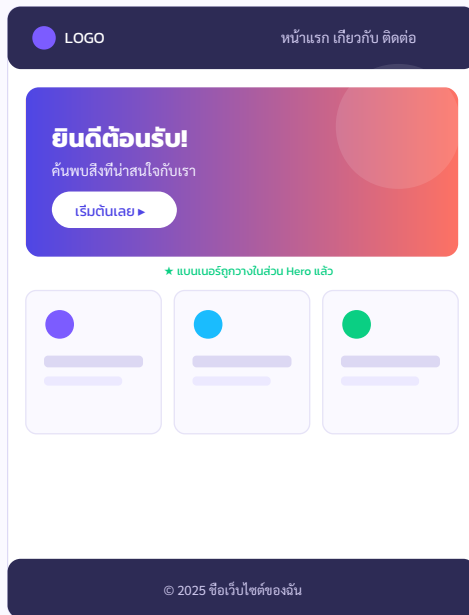 LOGO
หน้าแรก เกี่ยวกับ ติดต่อ
ยินดีต้อนรับ!
ค้นพบสิ่งที่น่าสนใจกับเรา
เริ่มต้นเลย ▸
★ แบนเนอร์ถูกวางในส่วน Hero แล้ว
© 2025 ชื่อเว็บไซต์ของฉัน